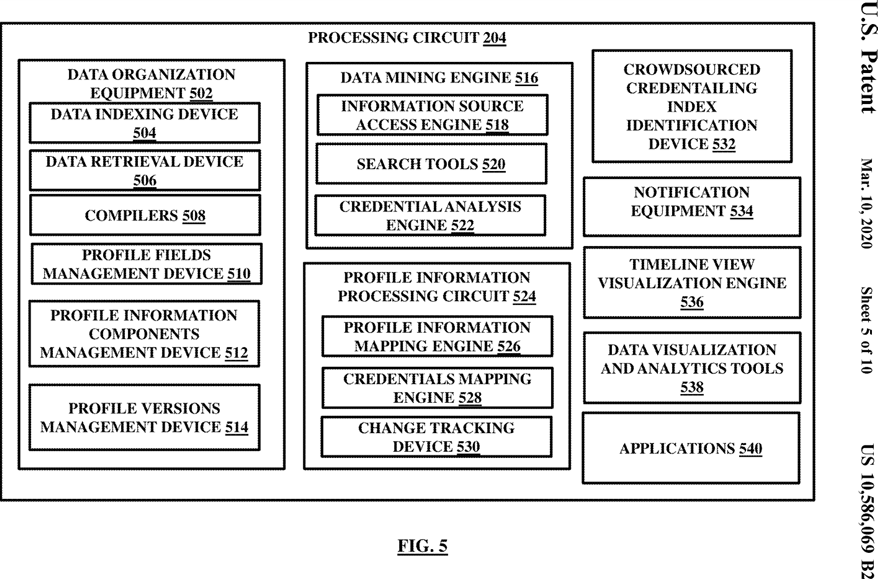 PROCESSING CIRCUIT 204
DATA ORGANIZATION
EQUIPMENT 502
DATA INDEXING DEVICE
504
DATA RETRIEVAL DEVICE
506
COMPILERS 508
PROFILE FIELDS
MANAGEMENT DEVICE 510
PROFILE INFORMATION
COMPONENTS
MANAGEMENT DEVICE 512
PROFILE VERSIONS
MANAGEMENT DEVICE 514
DATA MINING ENGINE 516
INFORMATION SOURCE
ACCESS ENGINE 518
SEARCH TOOLS 520
CREDENTIAL ANALYSIS
ENGINE 522
PROFILE INFORMATION
PROCESSING CIRCUIT 524
PROFILE INFORMATION
MAPPING ENGINE 526
CREDENTIALS MAPPING
ENGINE 528
CHANGE TRACKING
DEVICE 530
CROWDSOURCED
CREDENTAILING
INDEX
IDENTIFICATION
DEVICE 532
NOTIFICATION
EQUIPMENT 534
TIMELINE VIEW
VISUALIZATION ENGINE
536
DATA VISUALIZATION
AND ANALYTICS TOOLS
538
APPLICATIONS 540
FIG. 5
U.S. Patent Mar. 10, 2020 Sheet 5 of 10 US 10,586,069 B2